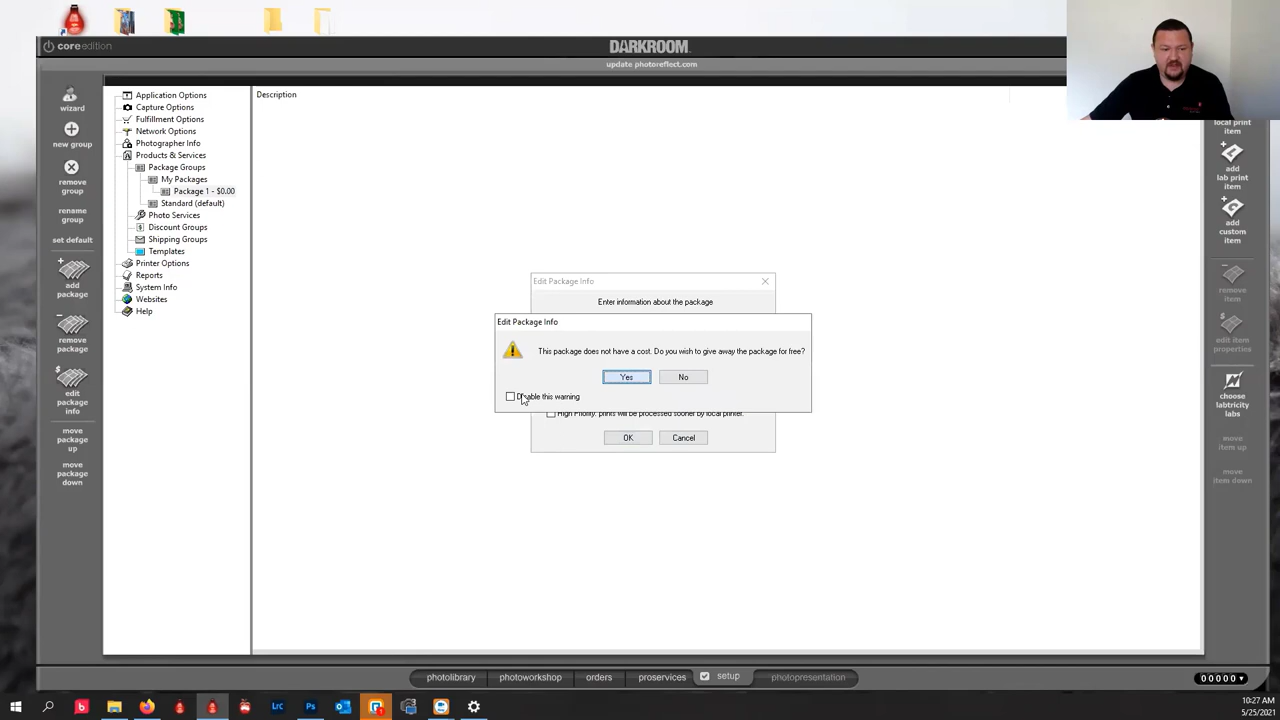 coreedition
DARKROOM
update photoreflect.com
wizard
new group
remove
group
rename
group
set default
add
package
remove
package
edit
package
info
move
package
up
move
package
down
Application Options
Capture Options
Fulfillment Options
Network Options
Photographer Info
Products & Services
Package Groups
My Packages
Package 1 - $0.00
Standard (default)
Photo Services
Discount Groups
Shipping Groups
Templates
Printer Options
Reports
System Info
Websites
Help
Description
Edit Package Info
Enter information about the package
Edit Package Info
This package does not have a cost. Do you wish to give away the package for free?
Yes
No
Disable this warning
High Priority: prints will be processed sooner by local printer.
OK
Cancel
local print
item
add
lab print
item
add
custom
item
remove
item
edit item
properties
choose
labtricity
labs
move
item up
move
item down
photolibrary
photoworkshop
orders
proservices
setup
photopresentation
00000
LrC
Ps
10:27 AM
5/25/2021